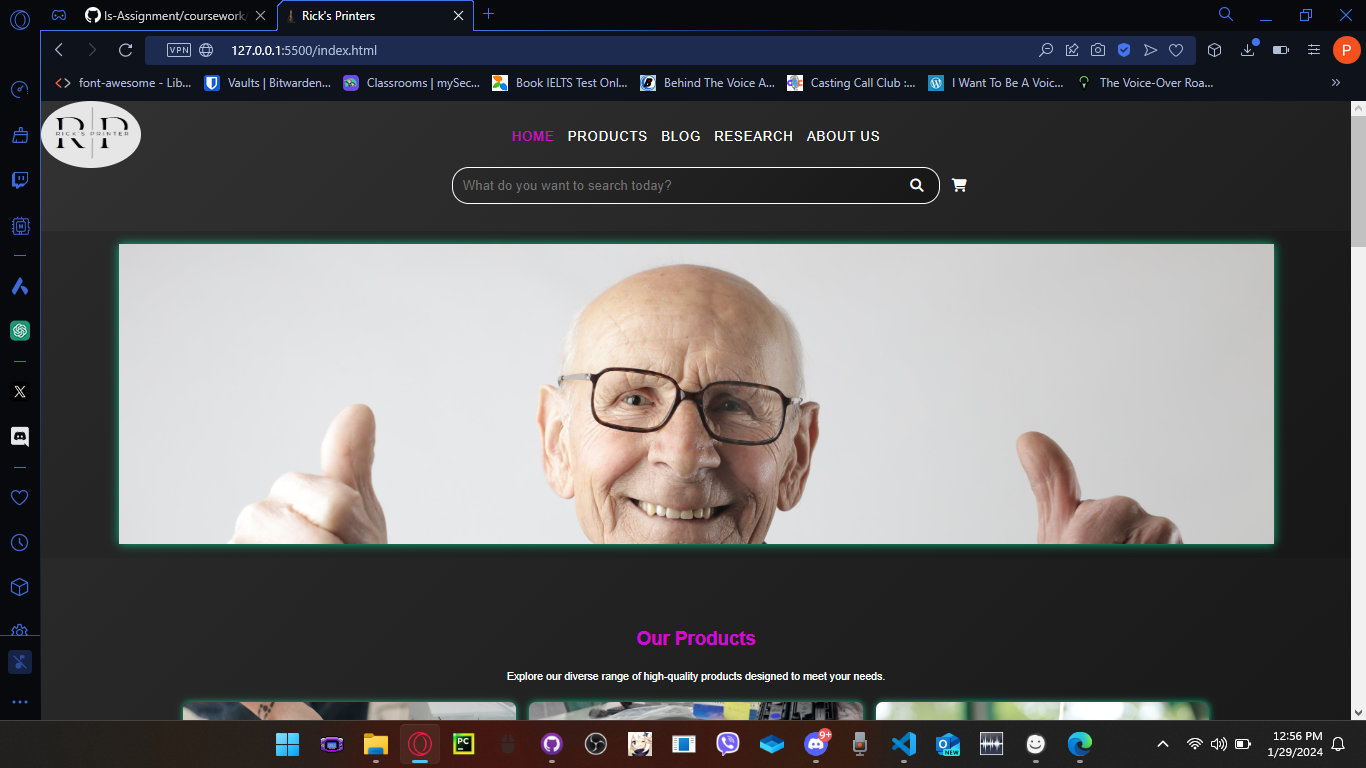 Is-Assignment/coursework
Rick's Printers
VPN
127.0.0.1:5500/index.html
P
font-awesome - Lib...
Vaults | Bitwarden...
Classrooms | mySec...
Book IELTS Test Onl...
Behind The Voice A...
Casting Call Club :...
I Want To Be A Voic...
The Voice-Over Roa...
R P
RICK'S PRINTER
HOME PRODUCTS BLOG RESEARCH ABOUT US
What do you want to search today?
Our Products
Explore our diverse range of high-quality products designed to meet your needs.
PC
9+
NEW
12:56 PM
1/29/2024